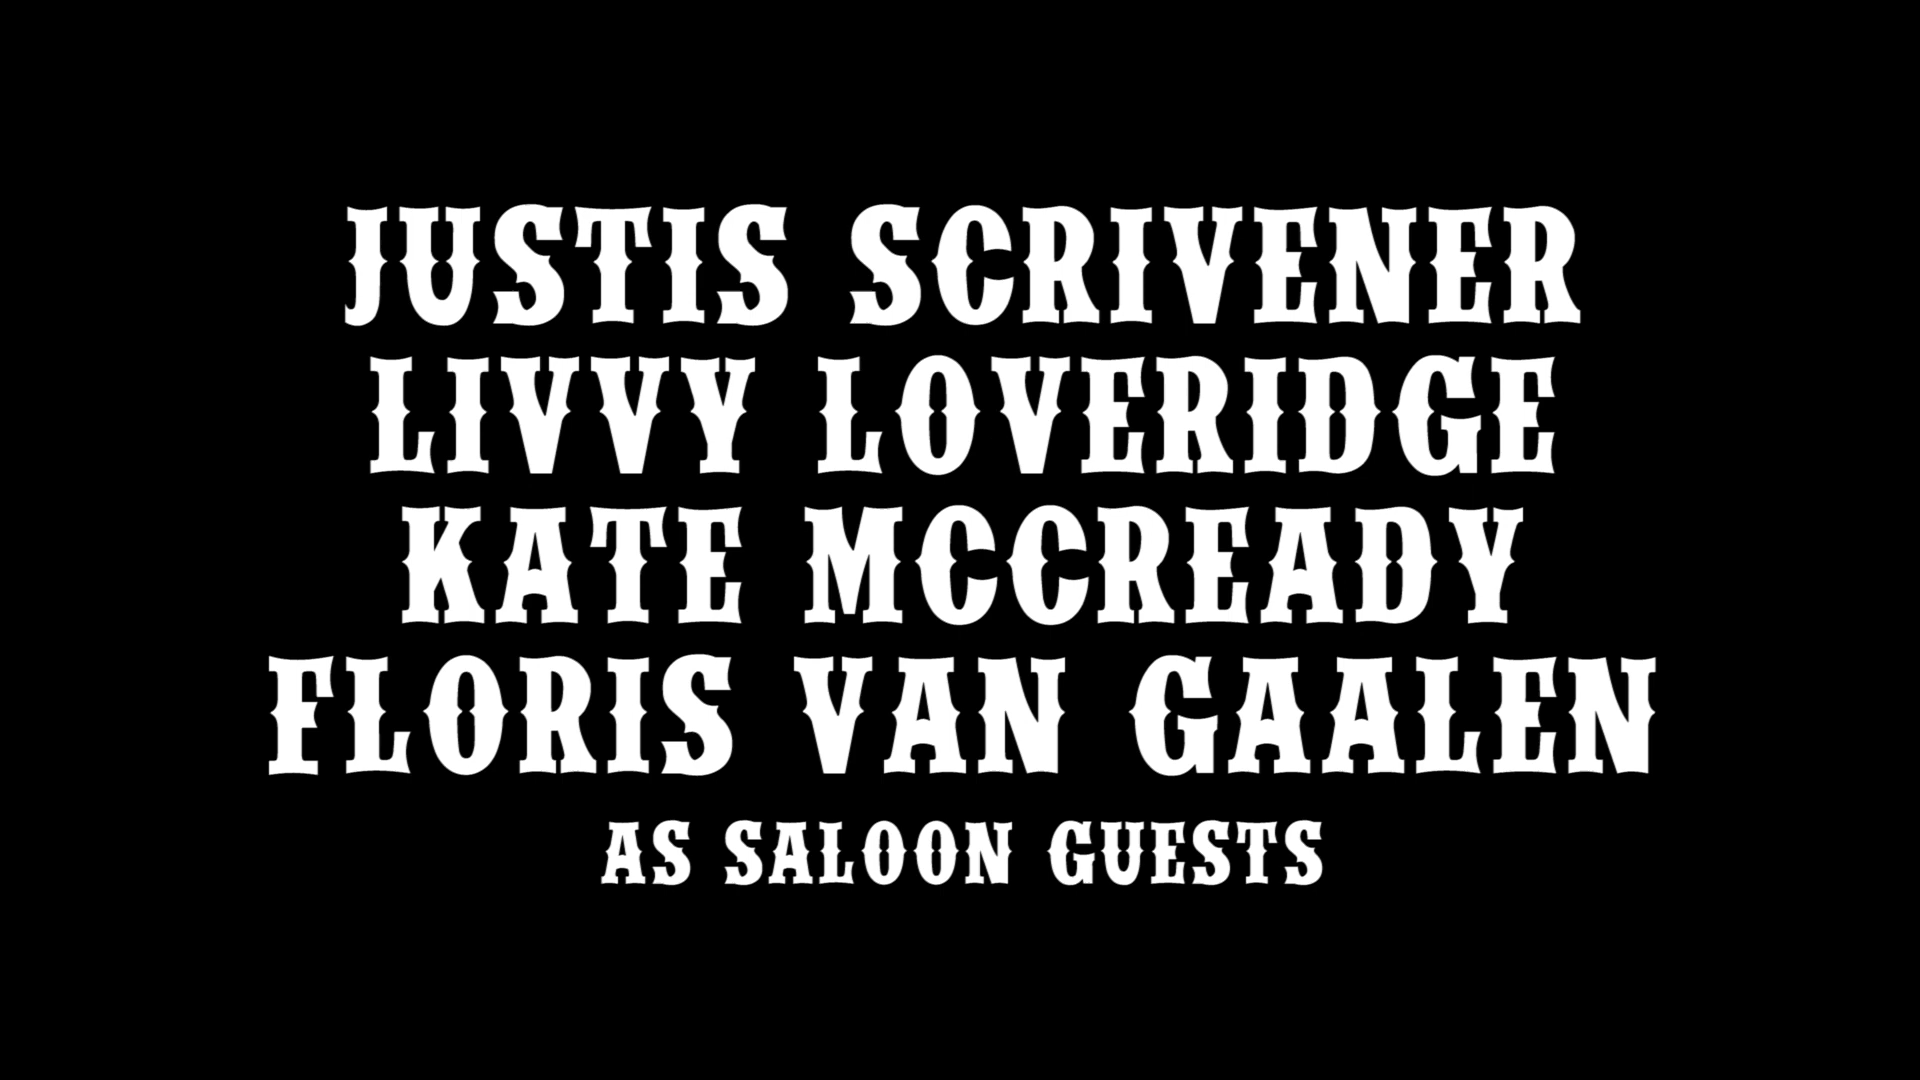 JUSTIS SCRIVENER
LIVVY LOVERIDGE
KATE MCCREADY
FLORIS VAN GAALEN
AS SALOON GUESTS